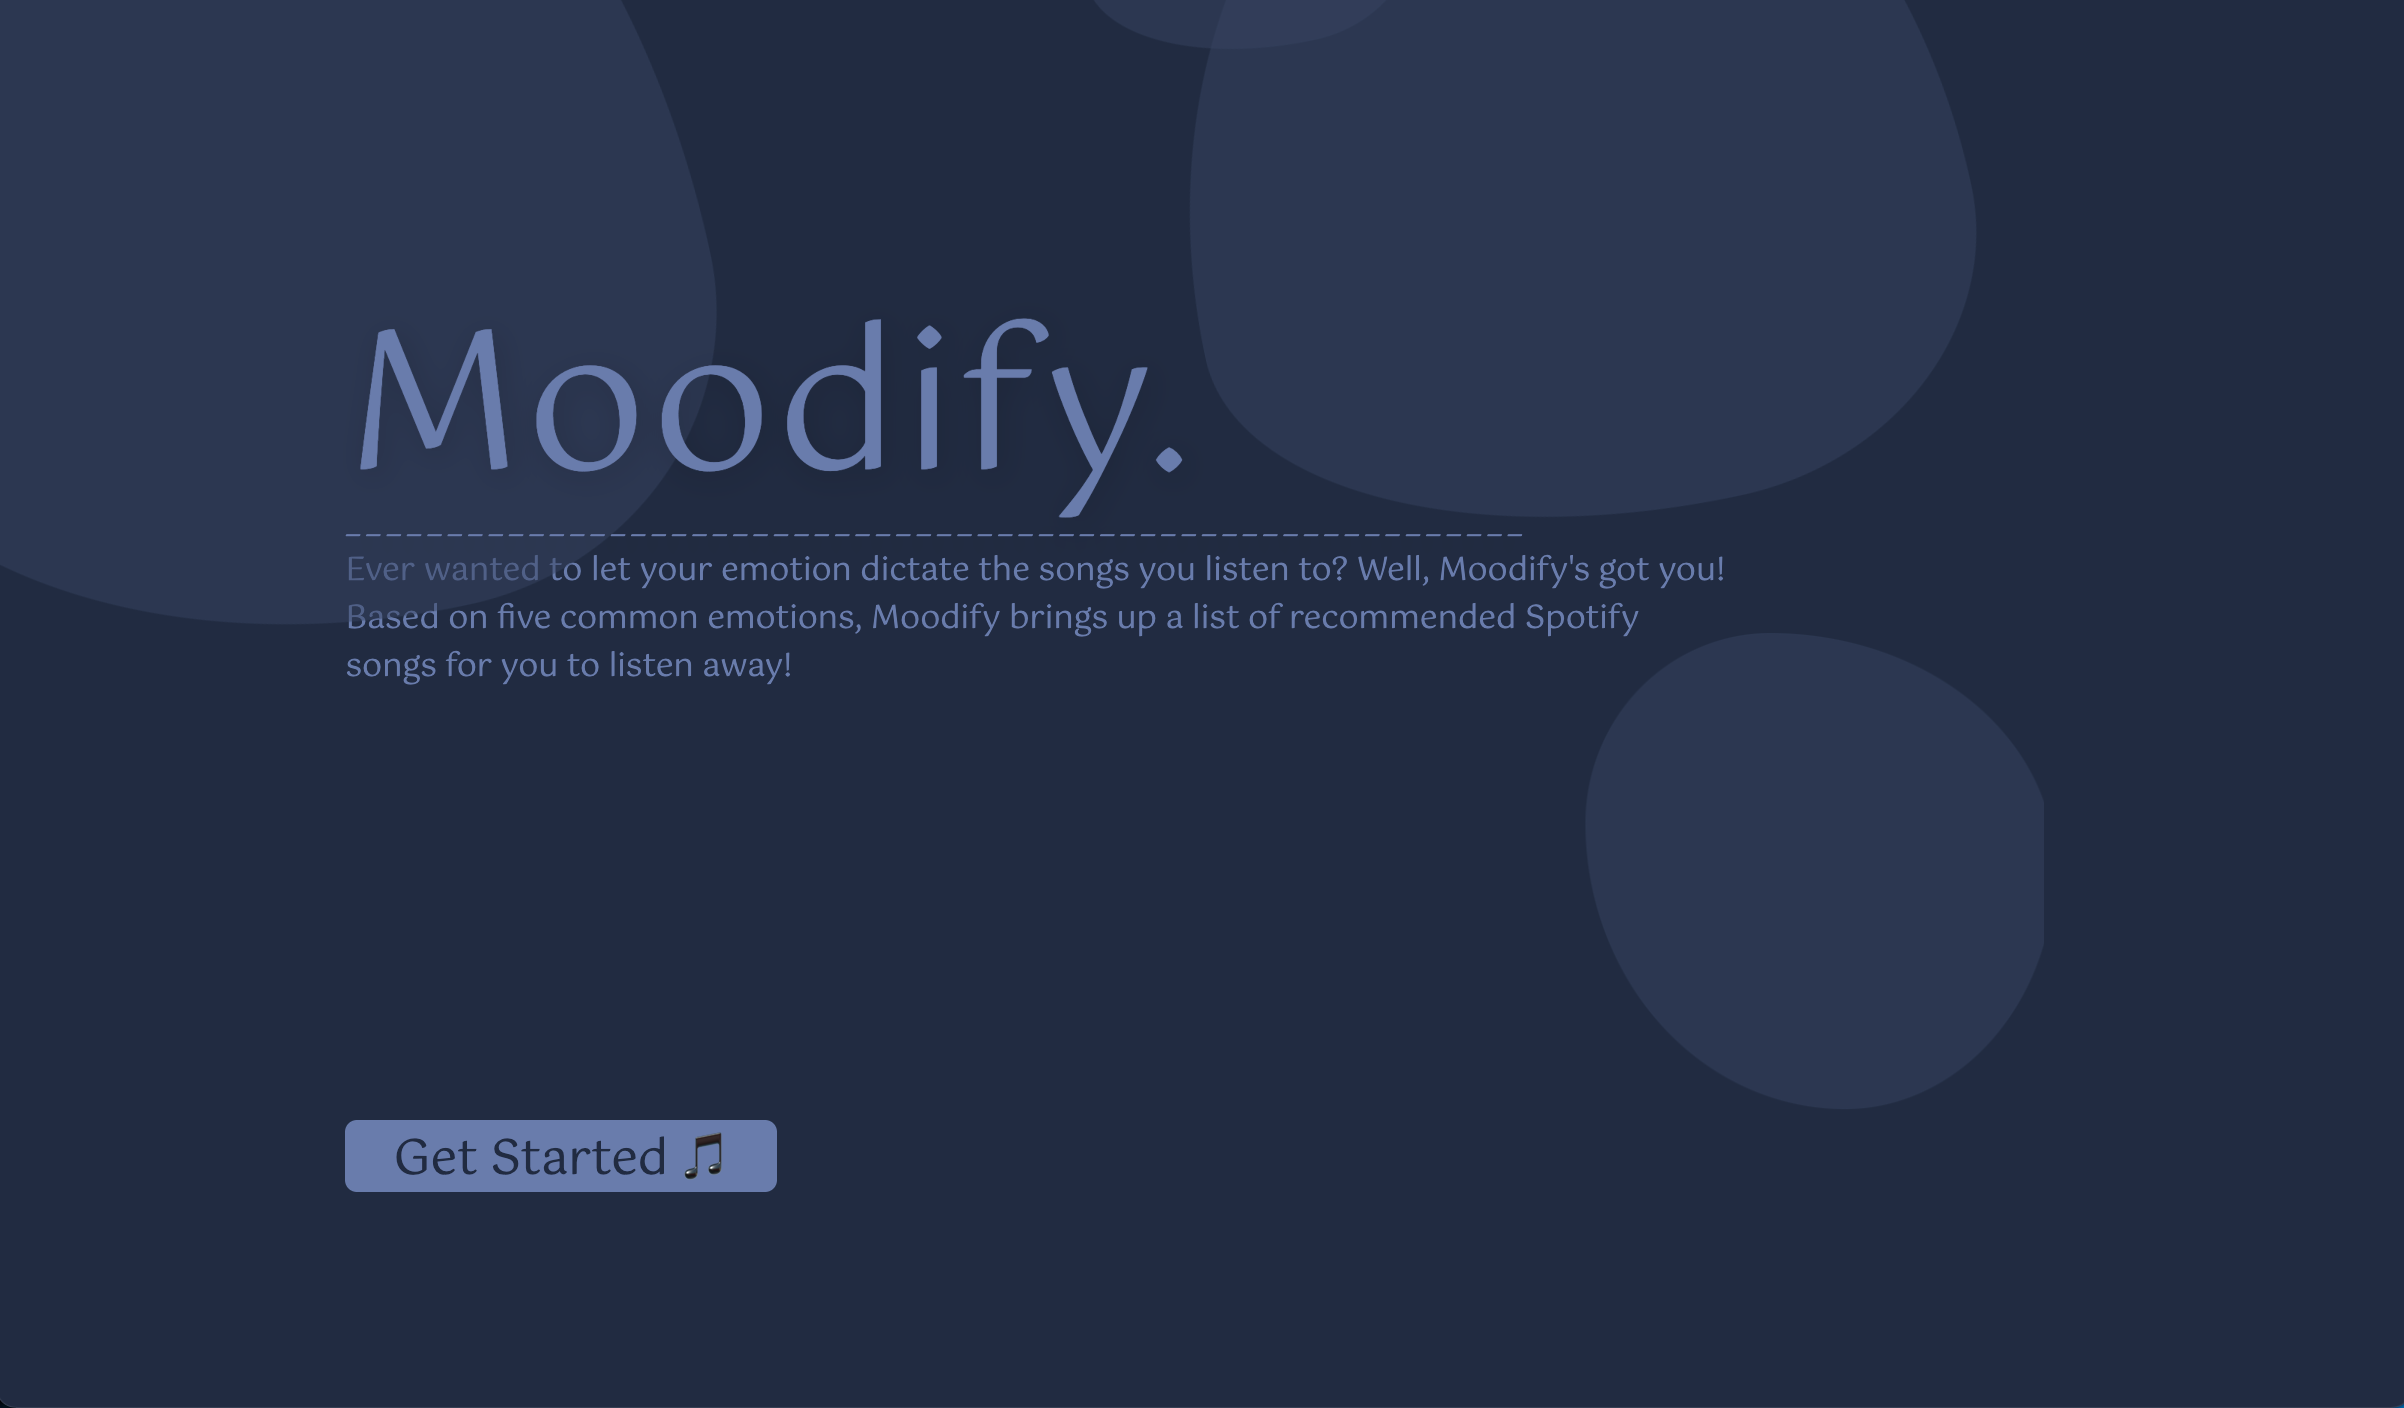 Moodify.
Ever wanted to let your emotion dictate the songs you listen to? Well, Moodify's got you!
Based on five common emotions, Moodify brings up a list of recommended Spotify
songs for you to listen away!
Get Started 🎵